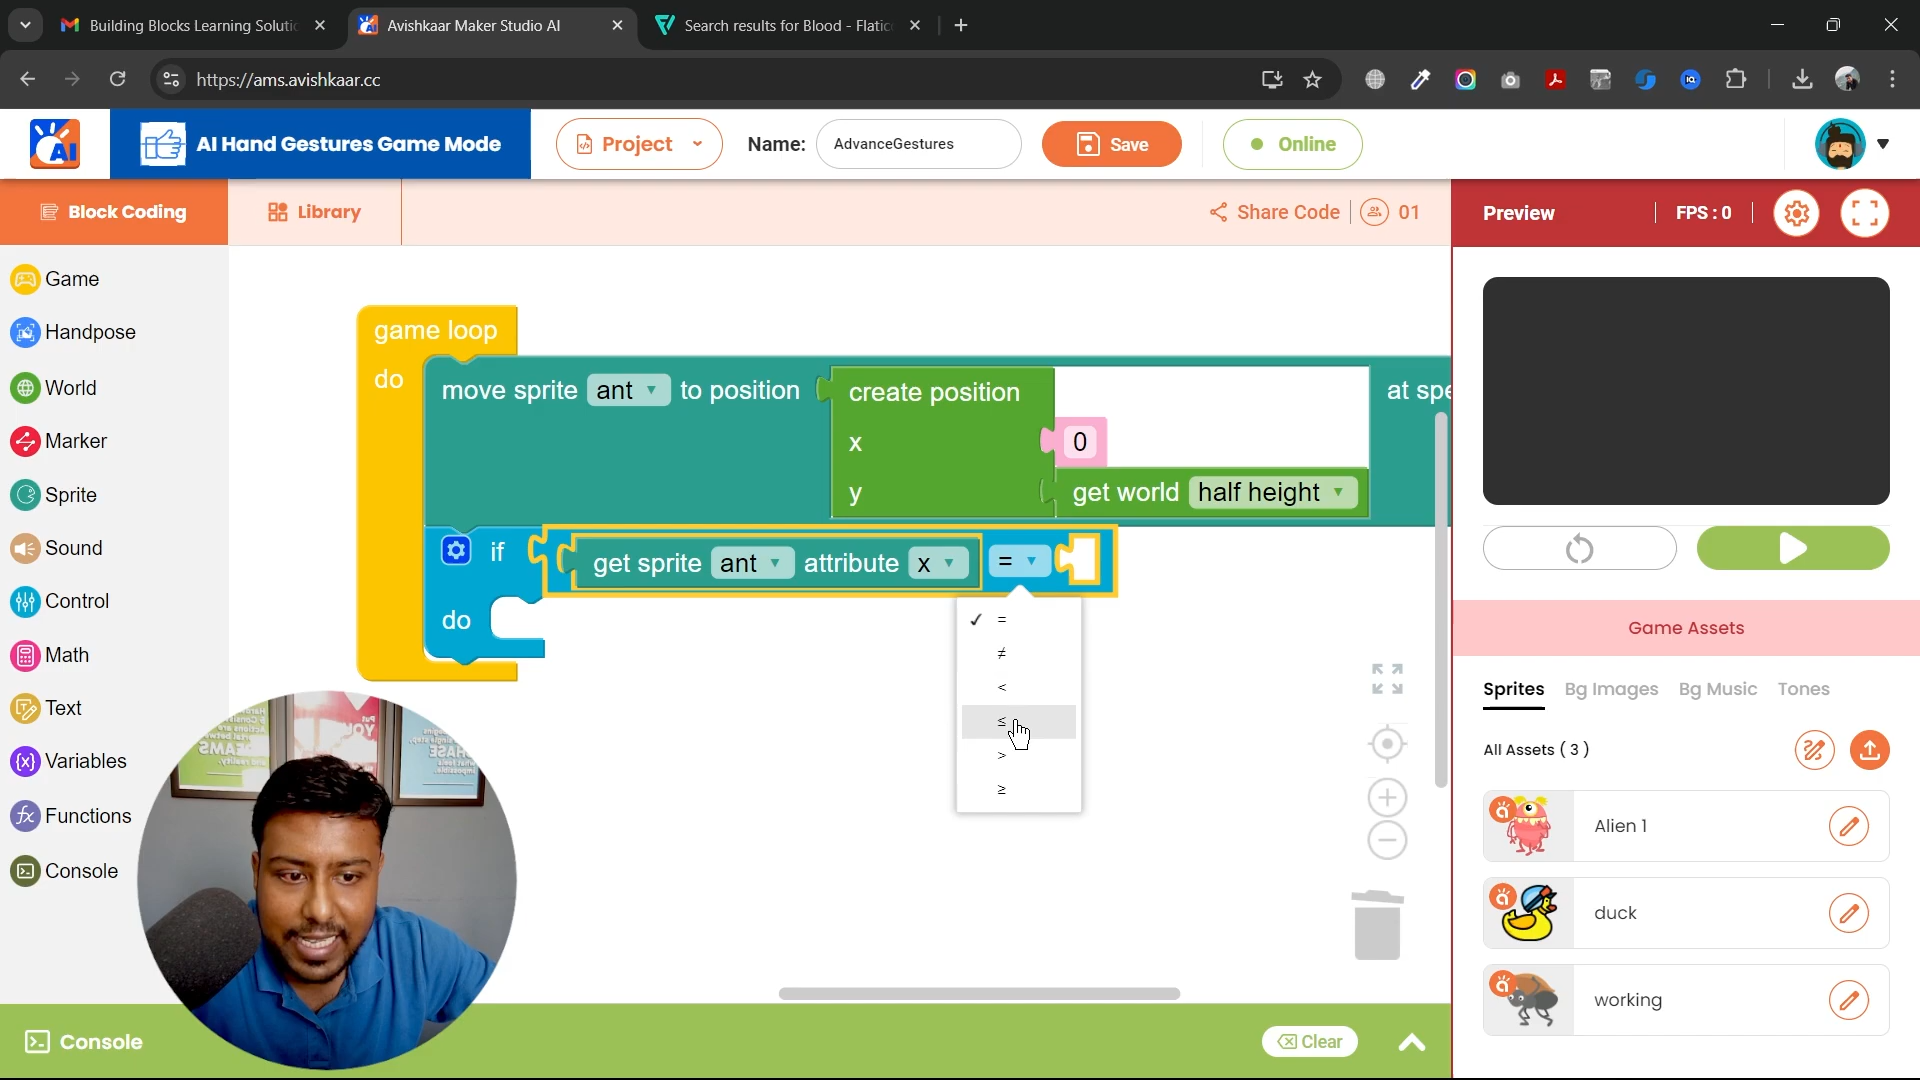 Building Blocks Learning Solutic
Avishkaar Maker Studio AI
Search results for Blood - Flatic
https://ams.avishkaar.cc
AI
AI Hand Gestures Game Mode
Project
Name:
AdvanceGestures
Save
Online
Block Coding
Library
Share Code
01
Preview
FPS : 0
Game
Handpose
World
Marker
Sprite
Sound
Control
Math
Text
Variables
Functions
Console
game loop
do
move sprite ant to position
create position
at spe
x
0
y
get world half height
if
get sprite ant attribute x
=
do
✓ =
≠
<
≤
>
≥
Game Assets
Sprites
Bg Images
Bg Music
Tones
All Assets ( 3 )
Alien 1
duck
working
Console
Clear